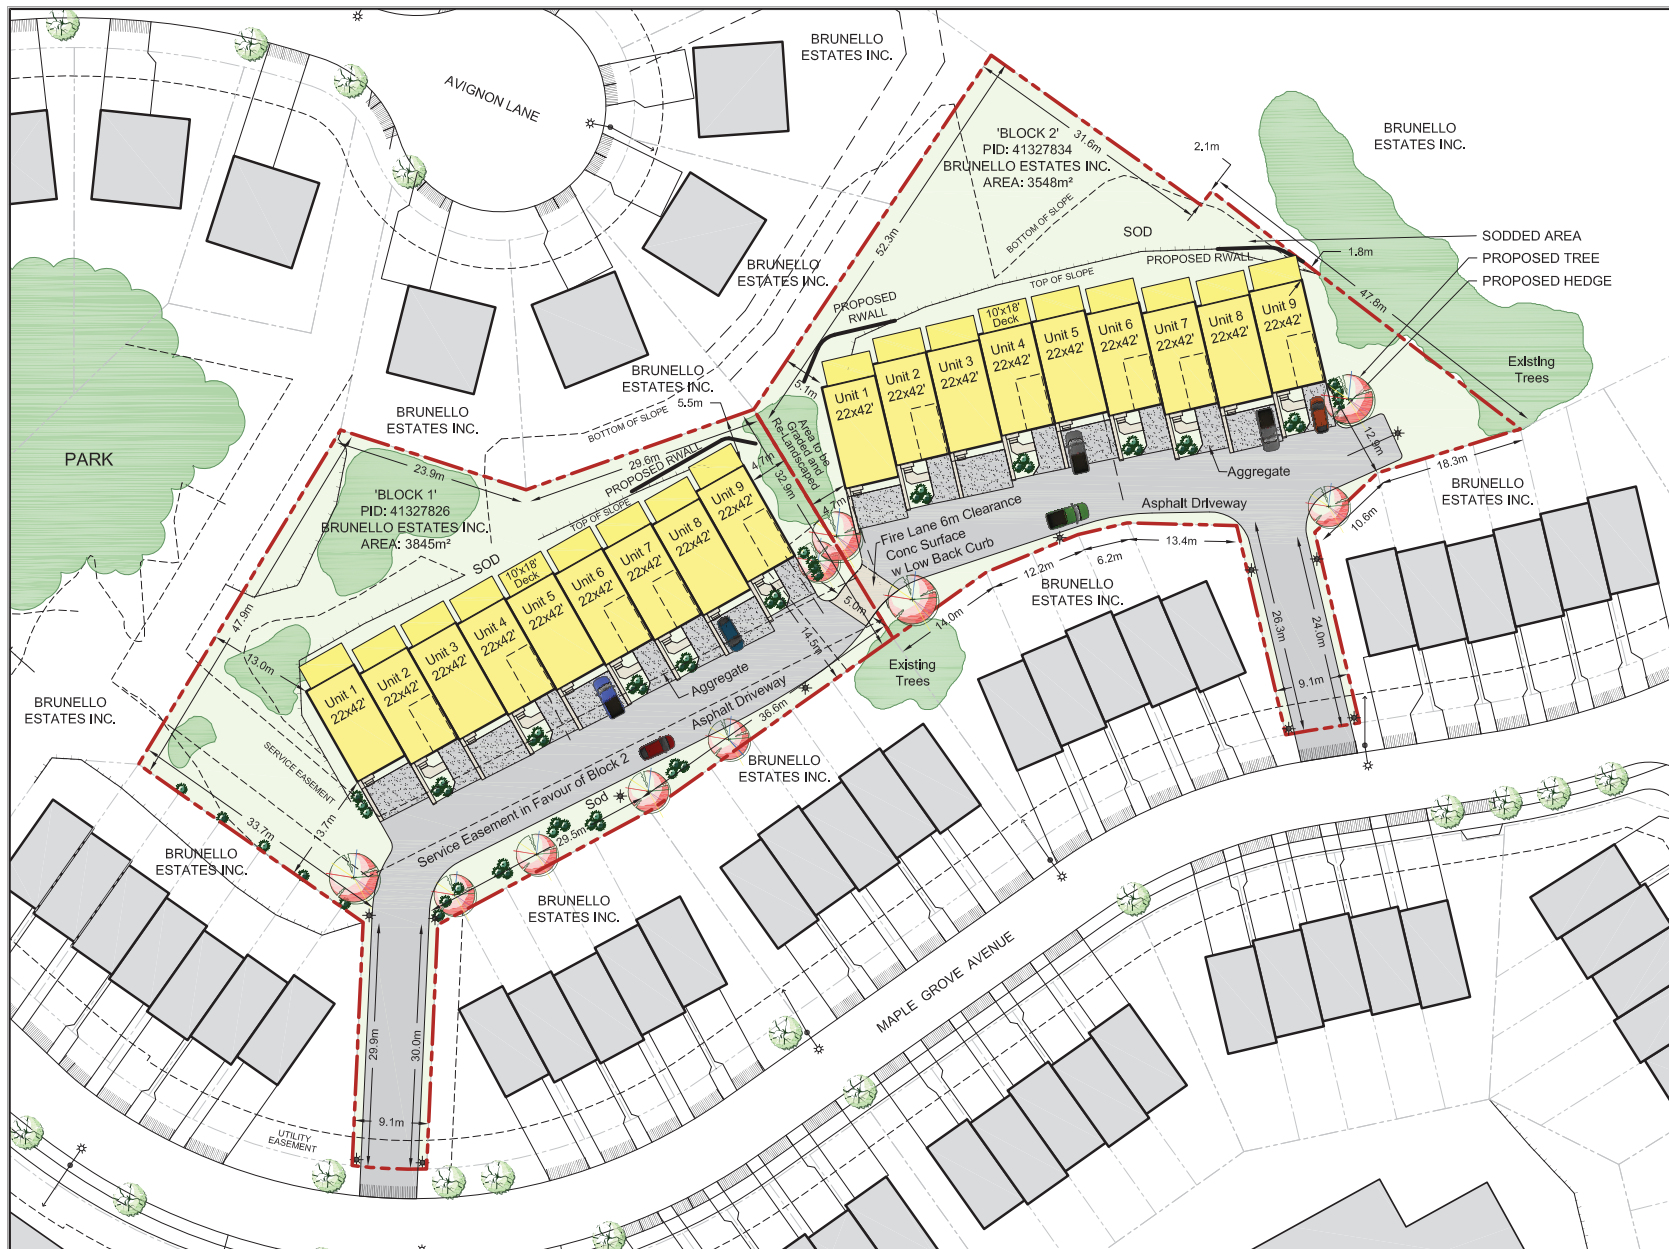 BRUNELLO
ESTATES INC.
AVIGNON LANE
'BLOCK 2'
PID: 41327834
BRUNELLO ESTATES INC.
AREA: 3548m²
31.6m
2.1m
BRUNELLO
ESTATES INC.
BOTTOM OF SLOPE
SOD
52.3m
SODDED AREA
PROPOSED TREE
PROPOSED HEDGE
1.8m
PROPOSED RWALL
TOP OF SLOPE
47.8m
BRUNELLO
ESTATES INC.
PROPOSED
RWALL
10'x18'
Deck
Unit 1
22x42'
Unit 2
22x42'
Unit 3
22x42'
Unit 4
22x42'
Unit 5
22x42'
Unit 6
22x42'
Unit 7
22x42'
Unit 8
22x42'
Unit 9
22x42'
Existing
Trees
5.1m
BRUNELLO
ESTATES INC.
5.5m
BRUNELLO
ESTATES INC.
BOTTOM OF SLOPE
PARK
23.9m
29.6m
PROPOSED RWALL
4.7m
32.9m
Area to be
Graded and
Re-Landscaped
4.7m
12.9m
18.3m
BRUNELLO
ESTATES INC.
10.6m
Aggregate
Asphalt Driveway
Fire Lane 6m Clearance
Conc Surface
w Low Back Curb
'BLOCK 1'
PID: 41327826
BRUNELLO ESTATES INC.
AREA: 3845m²
TOP OF SLOPE
SOD
10'x18'
Deck
Unit 1
22x42'
Unit 2
22x42'
Unit 3
22x42'
Unit 4
22x42'
Unit 5
22x42'
Unit 6
22x42'
Unit 7
22x42'
Unit 8
22x42'
Unit 9
22x42'
47.9m
13.0m
5.0m
14.5m
14.0m
12.2m
6.2m
13.4m
BRUNELLO
ESTATES INC.
26.3m
24.0m
9.1m
Existing
Trees
Aggregate
Asphalt Driveway
36.6m
BRUNELLO
ESTATES INC.
BRUNELLO
ESTATES INC.
SERVICE EASEMENT
Service Easement in Favour of Block 2
Sod
29.5m
33.7m
13.7m
BRUNELLO
ESTATES INC.
BRUNELLO
ESTATES INC.
MAPLE GROVE AVENUE
29.9m
30.0m
9.1m
UTILITY
EASEMENT